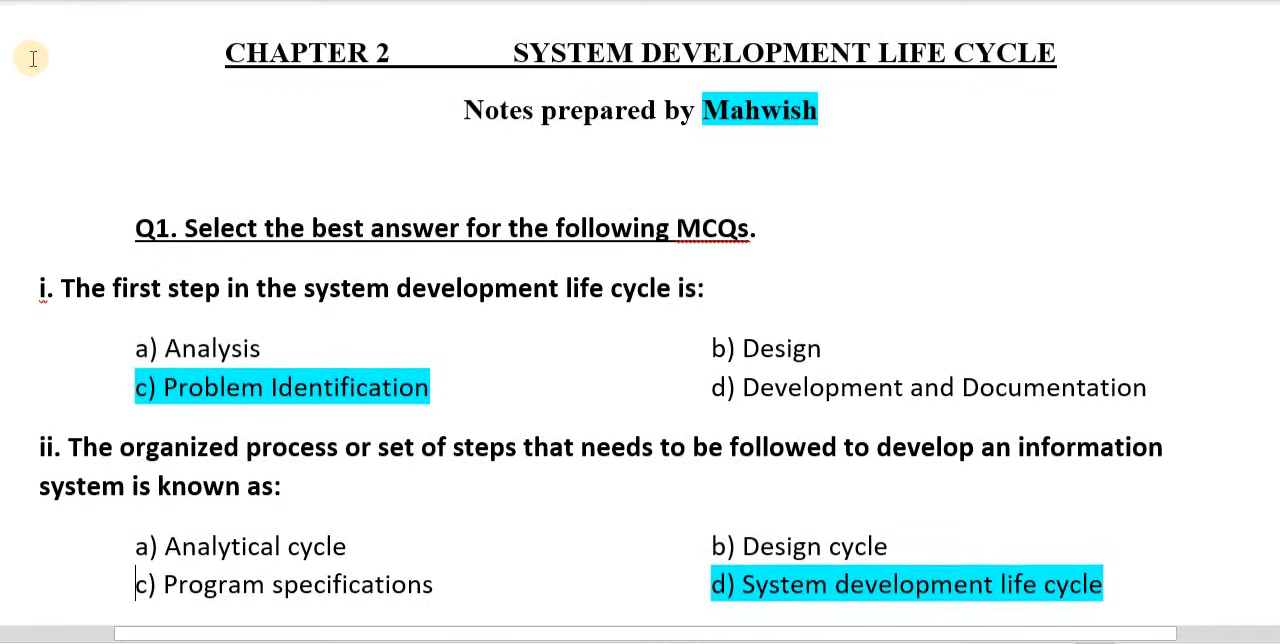 CHAPTER 2 SYSTEM DEVELOPMENT LIFE CYCLE
Notes prepared by Mahwish
Q1. Select the best answer for the following MCQs.
i. The first step in the system development life cycle is:
a) Analysis b) Design
c) Problem Identification d) Development and Documentation
ii. The organized process or set of steps that needs to be followed to develop an information
system is known as:
a) Analytical cycle b) Design cycle
c) Program specifications d) System development life cycle